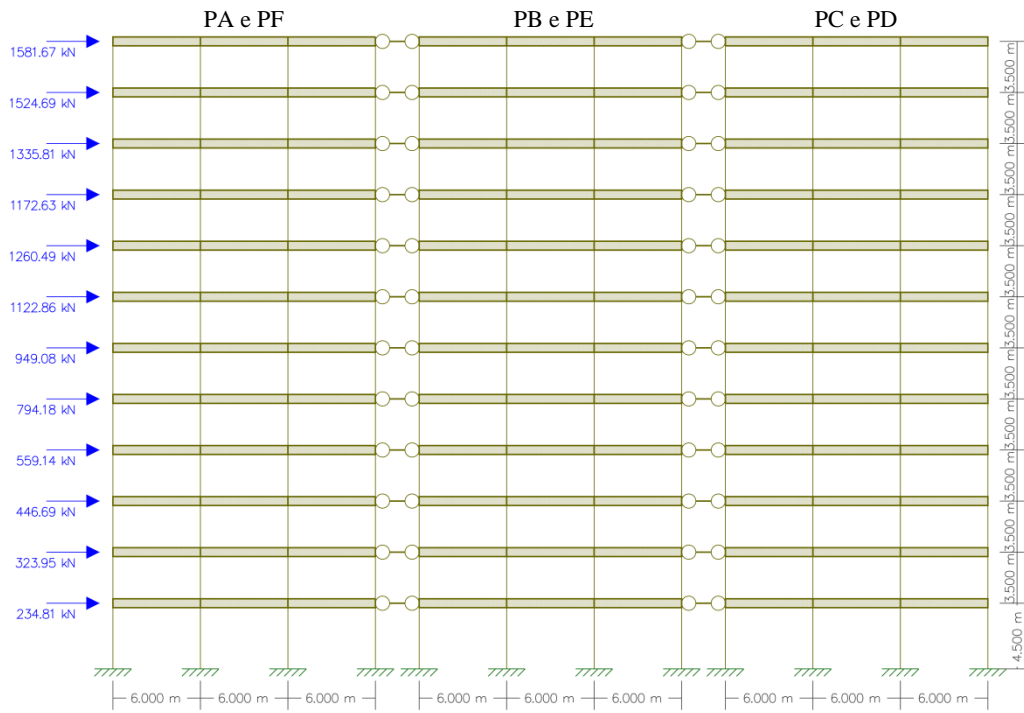 PA e PF
PB e PE
PC e PD
1581.67 kN
1524.69 kN
1335.81 kN
1172.63 kN
1260.49 kN
1122.86 kN
949.08 kN
794.18 kN
559.14 kN
446.69 kN
323.95 kN
234.81 kN
3.500 m
3.500 m
3.500 m
3.500 m
3.500 m
3.500 m
3.500 m
3.500 m
3.500 m
3.500 m
3.500 m
4.500 m
6.000 m 6.000 m 6.000 m 6.000 m 6.000 m 6.000 m 6.000 m 6.000 m 6.000 m